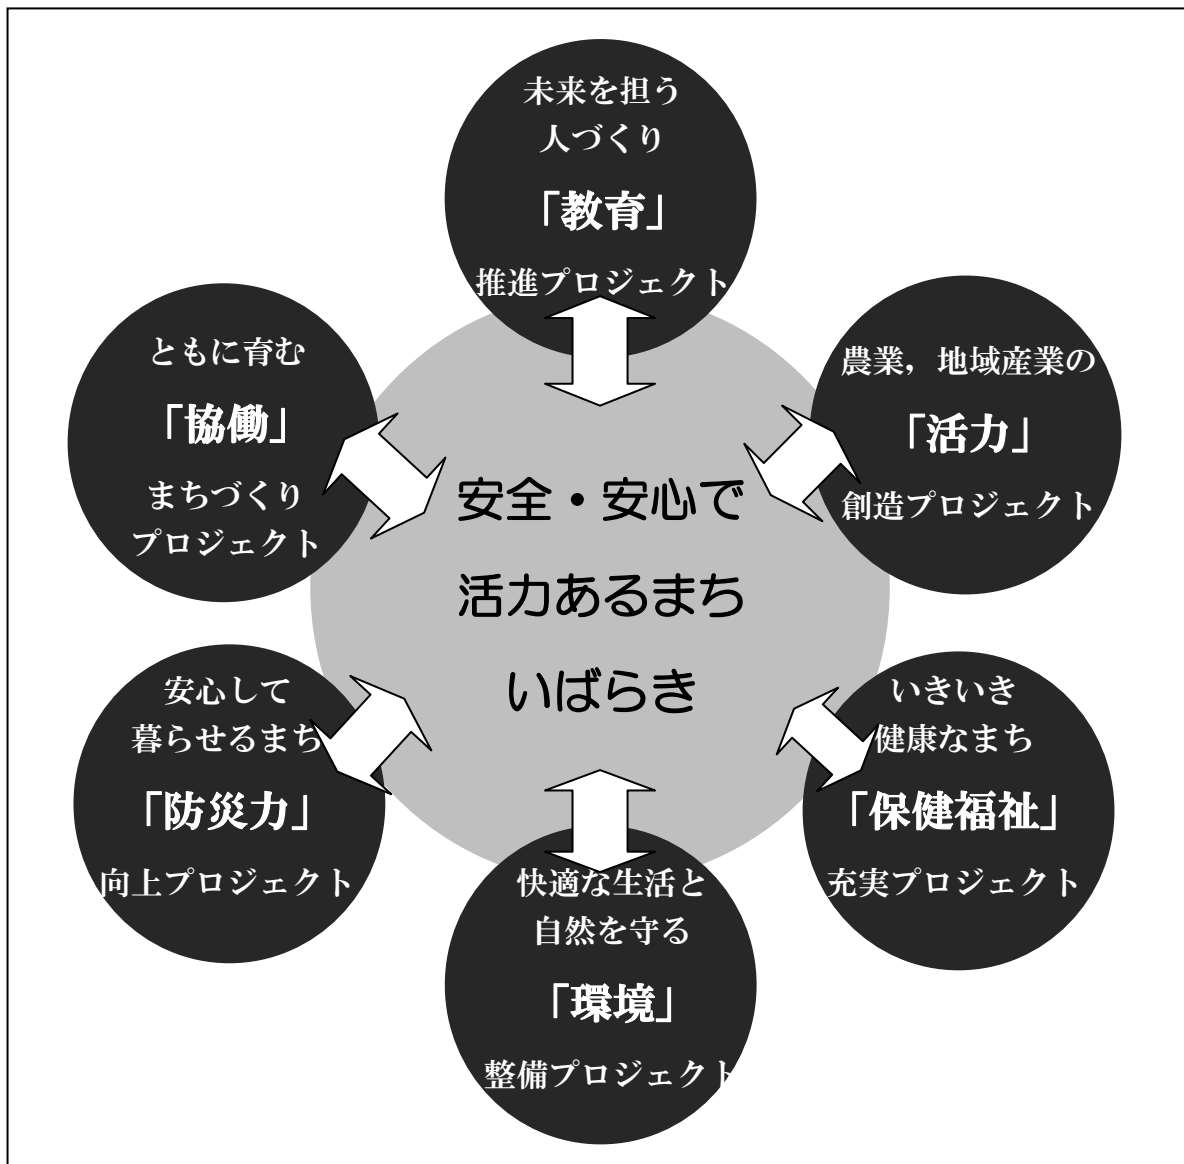 未来を担う
人づくり
「教育」
推進プロジェクト
農業，地域産業の
「活力」
創造プロジェクト
ともに育む
「協働」
まちづくり
プロジェクト
安全・安心で
活力あるまち
いばらき
安心して
暮らせるまち
「防災力」
向上プロジェクト
いきいき
健康なまち
「保健福祉」
充実プロジェクト
快適な生活と
自然を守る
「環境」
整備プロジェクト